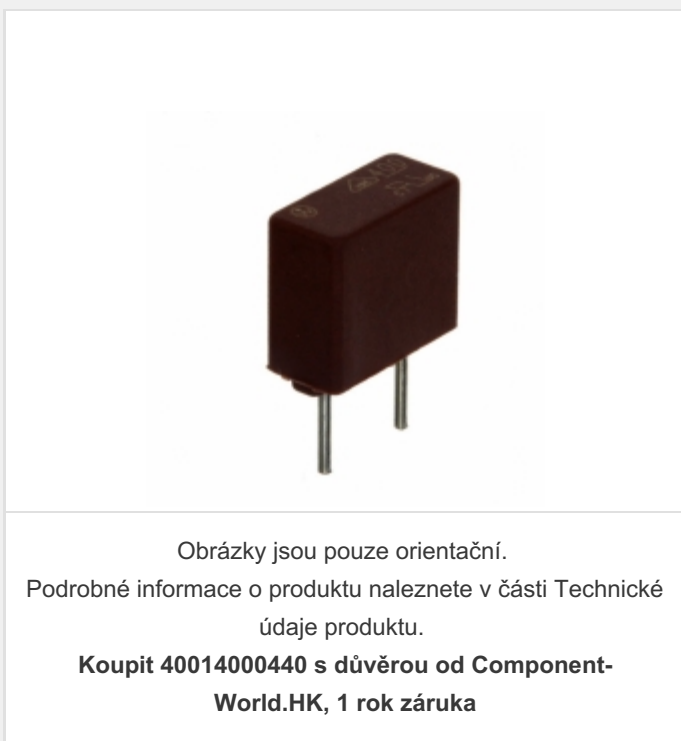 Obrázky jsou pouze orientační.
Podrobné informace o produktu naleznete v části Technické
údaje produktu.
Koupit 40014000440 s důvěrou od Component-
World.HK, 1 rok záruka